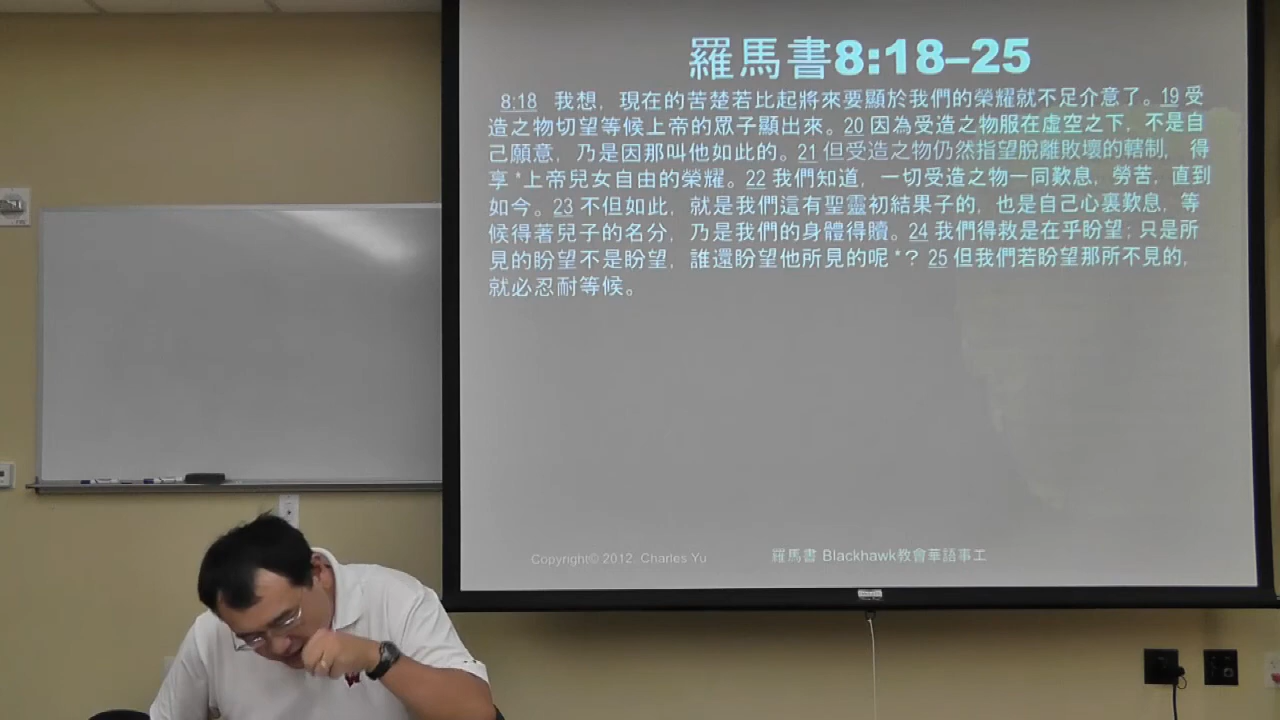 羅馬書8:18–25
8:18 我想，現在的苦楚若比起將來要顯於我們的榮耀就不足介意了。19 受
造之物切望等候上帝的眾子顯出來。20 因為受造之物服在虛空之下，不是自
己願意，乃是因那叫他如此的。21 但受造之物仍然指望脫離敗壞的轄制，得
享 *上帝兒女自由的榮耀。22 我們知道，一切受造之物一同歎息，勞苦，直到
如今。23 不但如此，就是我們這有聖靈初結果子的，也是自己心裏歎息，等
候得著兒子的名分，乃是我們的身體得贖。24 我們得救是在乎盼望；只是所
見的盼望不是盼望，誰還盼望他所見的呢 *？25 但我們若盼望那所不見的，
就必忍耐等候。
Copyright© 2012. Charles Yu
羅馬書 Blackhawk教會華語事工